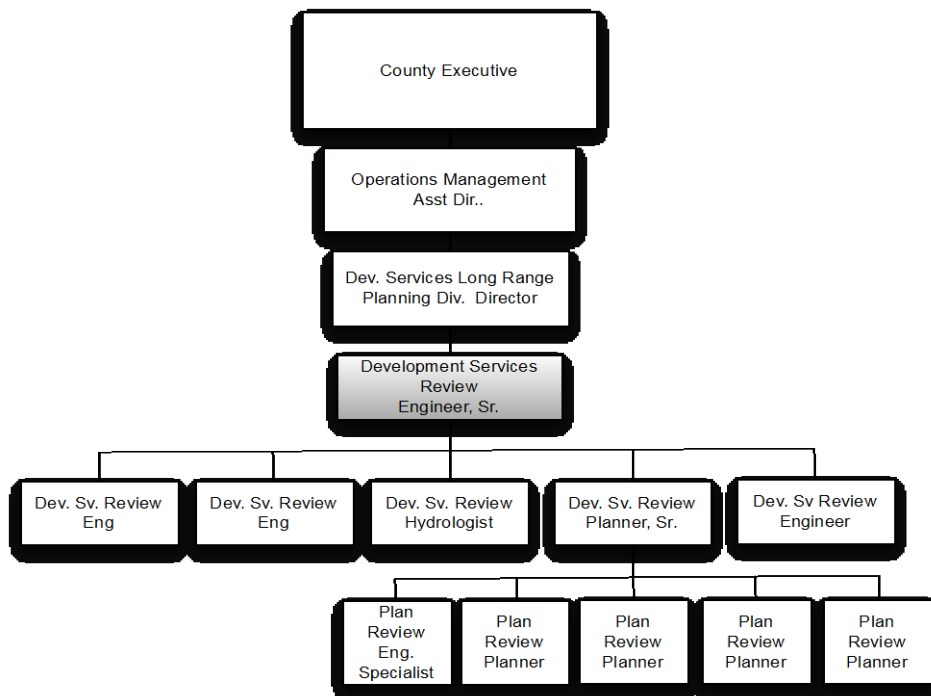 County Executive
Operations Management
Asst Dir..
Dev. Services Long Range
Planning Div. Director
Development Services
Review
Engineer, Sr.
Dev. Sv. Review
Eng
Dev. Sv. Review
Eng
Dev. Sv. Review
Hydrologist
Dev. Sv. Review
Planner, Sr.
Dev. Sv Review
Engineer
Plan
Review
Eng.
Specialist
Plan
Review
Planner
Plan
Review
Planner
Plan
Review
Planner
Plan
Review
Planner